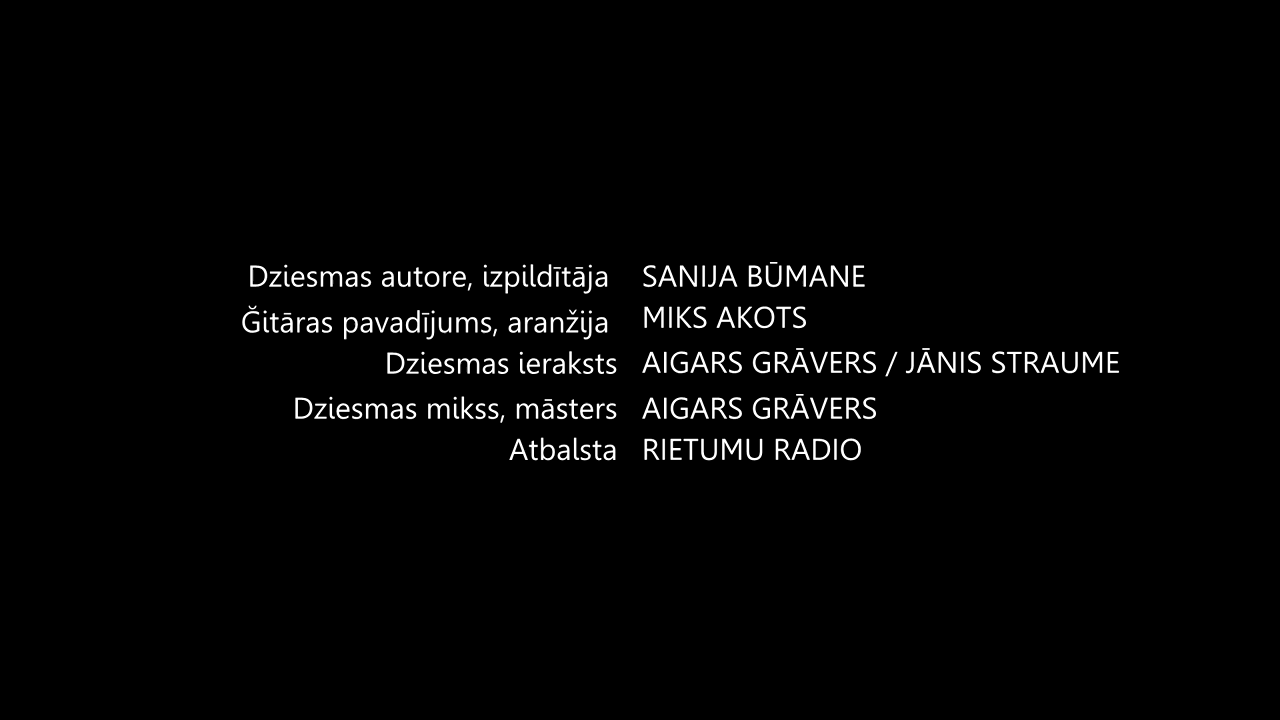 Dziesmas autore, izpildītāja SANIJA BŪMANE
Ğitāras pavadījums, aranžija MIKS AKOTS
Dziesmas ieraksts AIGARS GRĀVERS / JĀNIS STRAUME
Dziesmas mikss, māsters AIGARS GRĀVERS
Atbalsta RIETUMU RADIO